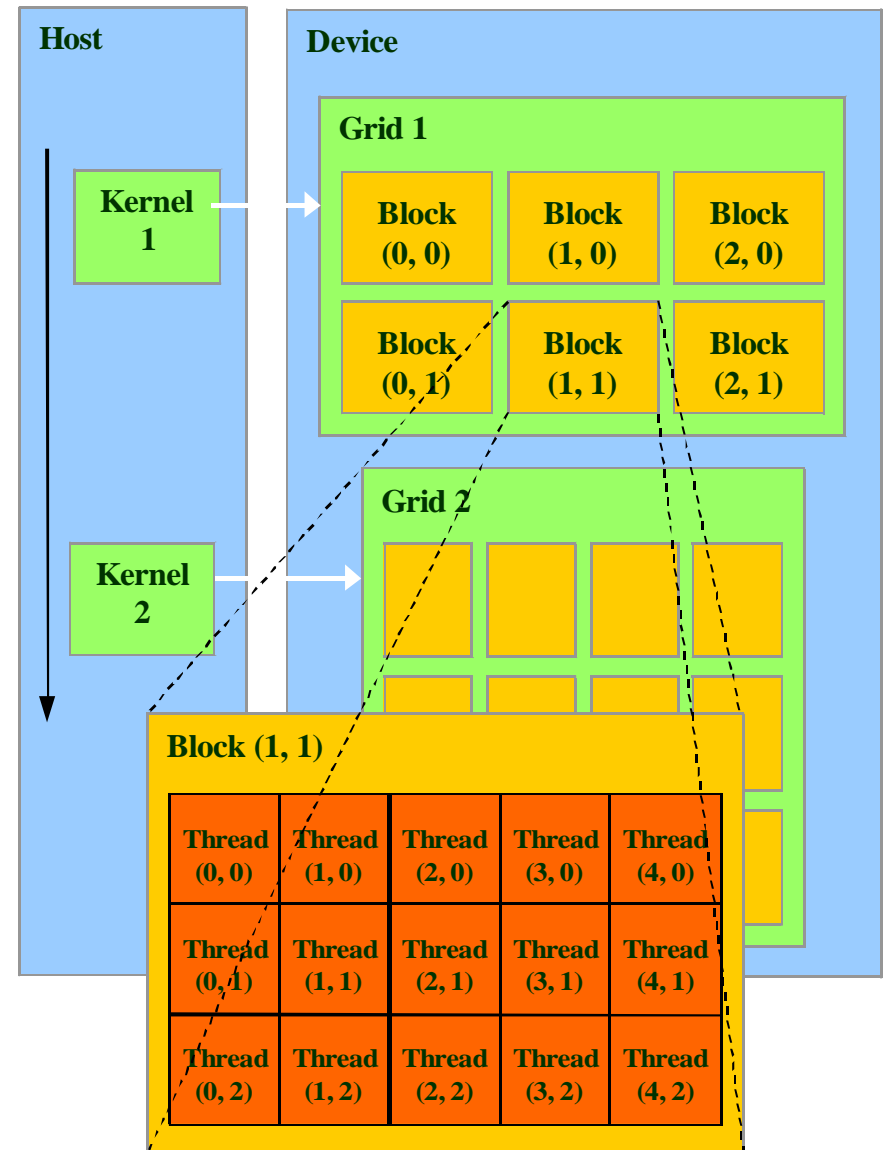 Host
Device
Grid 1
Kernel
1
Block
(0, 0)
Block
(1, 0)
Block
(2, 0)
Block
(0, 1)
Block
(1, 1)
Block
(2, 1)
Grid 2
Kernel
2
Block (1, 1)
Thread
(0, 0)
Thread
(1, 0)
Thread
(2, 0)
Thread
(3, 0)
Thread
(4, 0)
Thread
(0, 1)
Thread
(1, 1)
Thread
(2, 1)
Thread
(3, 1)
Thread
(4, 1)
Thread
(0, 2)
Thread
(1, 2)
Thread
(2, 2)
Thread
(3, 2)
Thread
(4, 2)